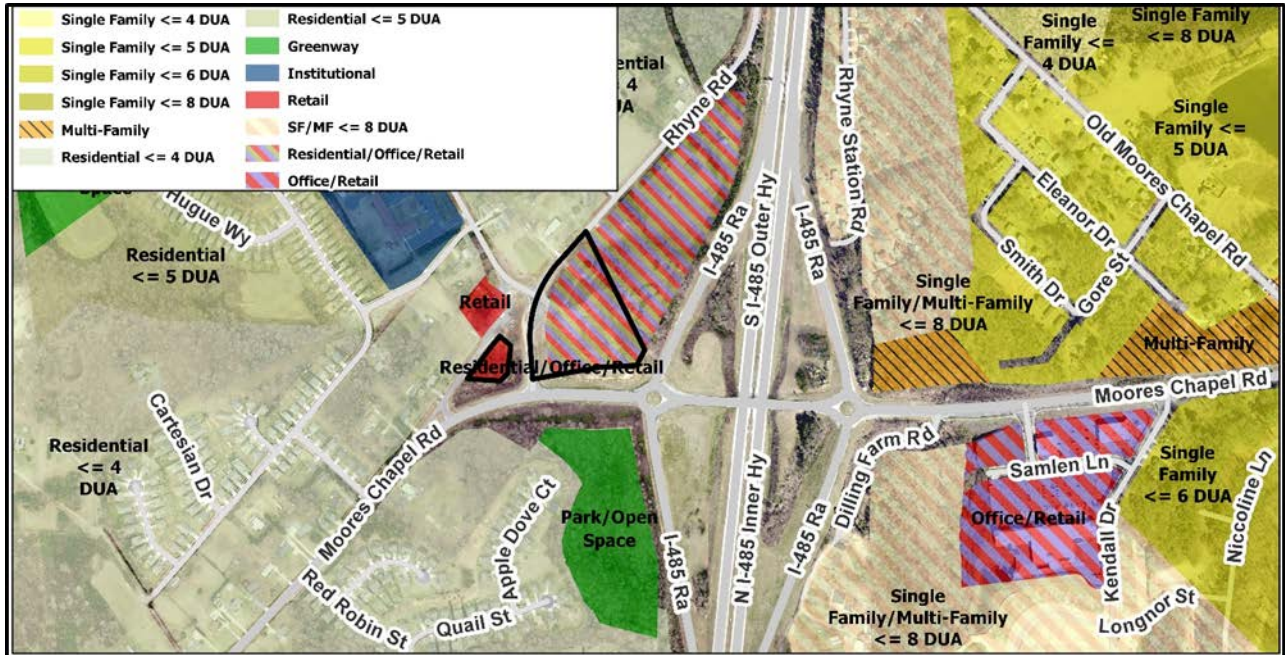 Single Family <= 4 DUA
Single Family <= 5 DUA
Single Family <= 6 DUA
Single Family <= 8 DUA
Multi-Family
Residential <= 4 DUA
Residential <= 5 DUA
Greenway
Institutional
Retail
SF/MF <= 8 DUA
Residential/Office/Retail
Office/Retail
ential
4
UA
Space
Rhyne Rd
Rhyne Station Rd
Single
Family <=
4 DUA
Single Family
<= 8 DUA
Single
Family <=
5 DUA
Old Moores Chapel Rd
Eleanor Dr
Smith Dr
Gore St
Hugue Wy
Residential
<= 5 DUA
Retail
Residential/Office/Retail
I-485 Ra
S I-485 Outer Hy
I-485 Ra
Single
Family/Multi-Family
<= 8 DUA
Multi-Family
Moores Chapel Rd
Cartesian Dr
Residential
<= 4
DUA
Moores Chapel Rd
Red Robin St
Quail St
Apple Dove Ct
Park/Open
Space
I-485 Ra
N I-485 Inner Hy
I-485 Ra
Dilling Farm Rd
Samlen Ln
Office/Retail
Kendall Dr
Single
Family
<= 6 DUA
Niccoline Ln
Longnor St
Single
Family/Multi-Family
<= 8 DUA